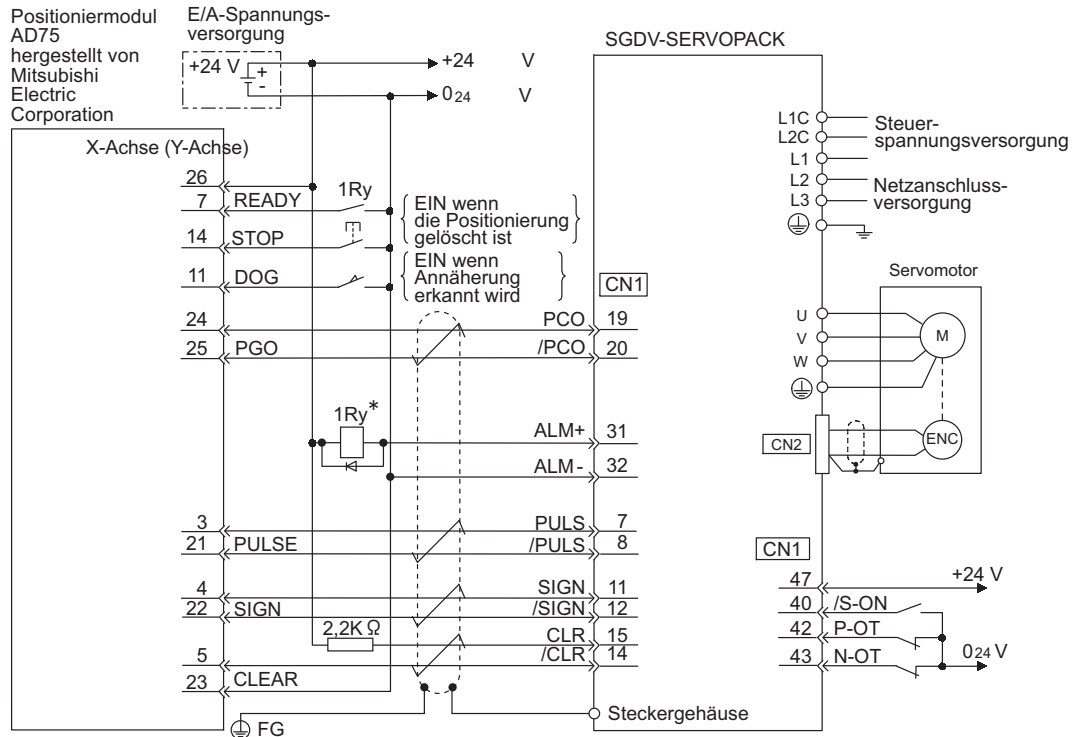 Positioniermodul
AD75
hergestellt von
Mitsubishi
Electric
Corporation
E/A-Spannungs-
versorgung
+24 V
+
-
+24 V
024 V
SGDV-SERVOPACK
X-Achse (Y-Achse)
26
7 READY
1Ry
EIN wenn
die Positionierung
gelöscht ist
14 STOP
11 DOG
EIN wenn
Annäherung
erkannt wird
CN1
24 PCO 19
25 PGO /PCO 20
1Ry*
ALM+ 31
ALM- 32
3 PULS 7
21 PULSE /PULS 8
4 SIGN 11
22 SIGN /SIGN 12
2,2K Ω
CLR 15
5 /CLR 14
23 CLEAR
FG
Steckergehäuse
L1C
L2C
Steuer-
spannungsversorgung
L1
L2
L3
Netzanschluss-
versorgung
Servomotor
U
V
W
M
CN2
ENC
CN1
47 +24 V
40 /S-ON
42 P-OT
43 N-OT
024 V